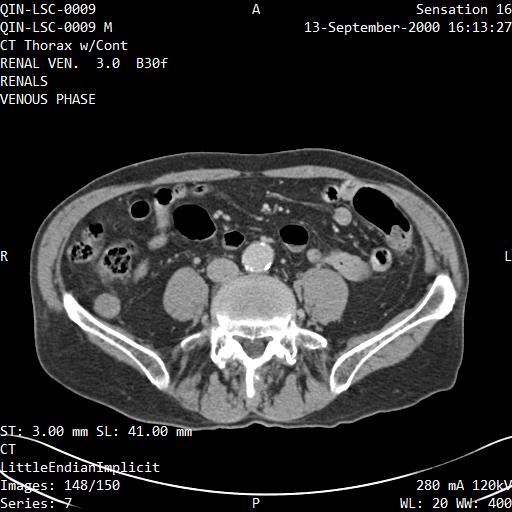 QIN-LSC-0009
QIN-LSC-0009 M
CT Thorax w/Cont
RENAL VEN. 3.0 B30f
RENALS
VENOUS PHASE
A
Sensation 16
13-September-2000 16:13:27
R
L
ST: 3.00 mm SL: 41.00 mm
CT
LittleEndianImplicit
Images: 148/150
Series: 7
P
280 mA 120kV
WL: 20 WW: 400